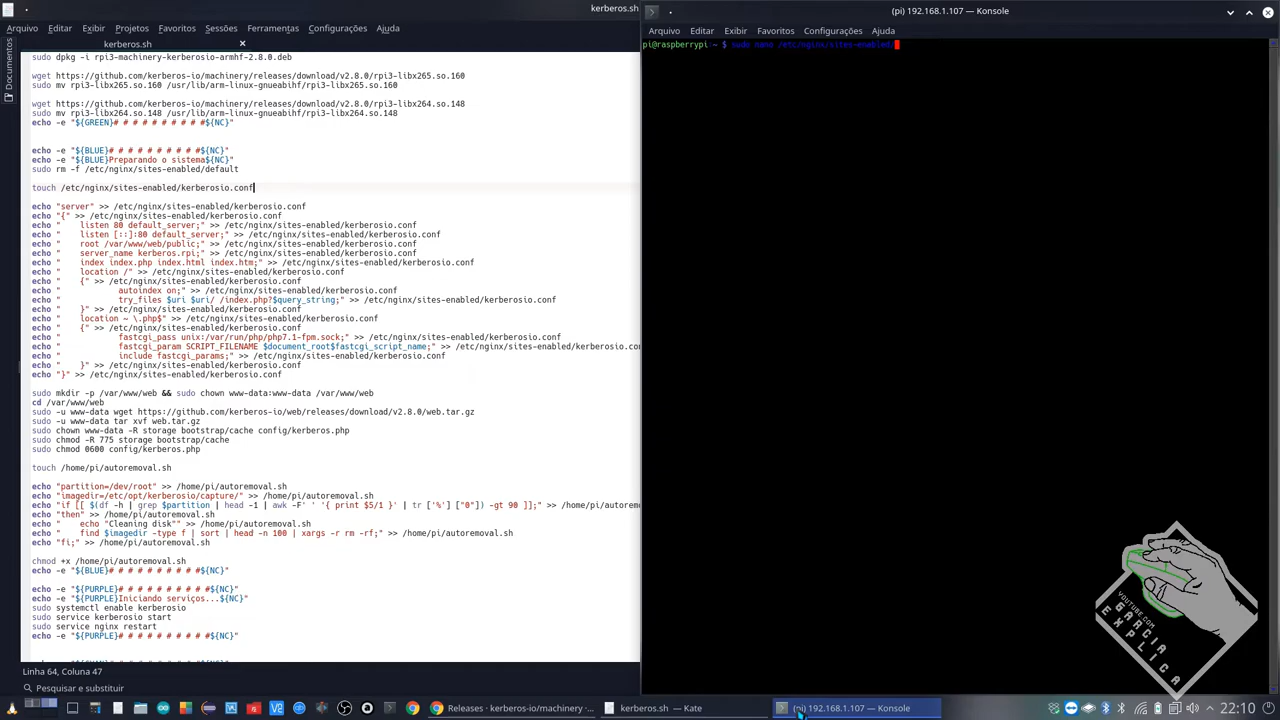 kerberos.sh
(pi) 192.168.1.107 — Konsole
Arquivo Editar Exibir Projetos Favoritos Sessões Ferramentas Configurações Ajuda
Arquivo Editar Exibir Favoritos Configurações Ajuda
kerberos.sh
Documentos
pi@raspberrypi ~ $ sudo nano /etc/nginx/sites-enabled/
sudo dpkg -i rpi3-machinery-kerberosio-armhf-2.8.0.deb
wget https://github.com/kerberos-io/machinery/releases/download/v2.8.0/rpi3-libx265.so.160
sudo mv rpi3-libx265.so.160 /usr/lib/arm-linux-gnueabihf/rpi3-libx265.so.160
wget https://github.com/kerberos-io/machinery/releases/download/v2.8.0/rpi3-libx264.so.148
sudo mv rpi3-libx264.so.148 /usr/lib/arm-linux-gnueabihf/rpi3-libx264.so.148
echo -e "${GREEN}# # # # # # # # # #${NC}"
echo -e "${BLUE}# # # # # # # # # #${NC}"
echo -e "${BLUE}Preparando o sistema${NC}"
sudo rm -f /etc/nginx/sites-enabled/default
touch /etc/nginx/sites-enabled/kerberosio.conf
echo "server" >> /etc/nginx/sites-enabled/kerberosio.conf
echo "{" >> /etc/nginx/sites-enabled/kerberosio.conf
echo "    listen 80 default_server;" >> /etc/nginx/sites-enabled/kerberosio.conf
echo "    listen [::]:80 default_server;" >> /etc/nginx/sites-enabled/kerberosio.conf
echo "    root /var/www/web/public;" >> /etc/nginx/sites-enabled/kerberosio.conf
echo "    server_name kerberos.rpi;" >> /etc/nginx/sites-enabled/kerberosio.conf
echo "    index index.php index.html index.htm;" >> /etc/nginx/sites-enabled/kerberosio.conf
echo "    location /" >> /etc/nginx/sites-enabled/kerberosio.conf
echo "    {" >> /etc/nginx/sites-enabled/kerberosio.conf
echo "            autoindex on;" >> /etc/nginx/sites-enabled/kerberosio.conf
echo "            try_files $uri $uri/ /index.php?$query_string;" >> /etc/nginx/sites-enabled/kerberosio.conf
echo "    }" >> /etc/nginx/sites-enabled/kerberosio.conf
echo "    location ~ \.php$" >> /etc/nginx/sites-enabled/kerberosio.conf
echo "    {" >> /etc/nginx/sites-enabled/kerberosio.conf
echo "            fastcgi_pass unix:/var/run/php/php7.1-fpm.sock;" >> /etc/nginx/sites-enabled/kerberosio.conf
echo "            fastcgi_param SCRIPT_FILENAME $document_root$fastcgi_script_name;" >> /etc/nginx/sites-enabled/kerberosio.co
echo "            include fastcgi_params;" >> /etc/nginx/sites-enabled/kerberosio.conf
echo "    }" >> /etc/nginx/sites-enabled/kerberosio.conf
echo "}" >> /etc/nginx/sites-enabled/kerberosio.conf
sudo mkdir -p /var/www/web && sudo chown www-data:www-data /var/www/web
cd /var/www/web
sudo -u www-data wget https://github.com/kerberos-io/web/releases/download/v2.8.0/web.tar.gz
sudo -u www-data tar xvf web.tar.gz
sudo chown www-data -R storage bootstrap/cache config/kerberos.php
sudo chmod -R 775 storage bootstrap/cache
sudo chmod 0600 config/kerberos.php
touch /home/pi/autoremoval.sh
echo "partition=/dev/root" >> /home/pi/autoremoval.sh
echo "imagedir=/etc/opt/kerberosio/capture/" >> /home/pi/autoremoval.sh
echo "if [[ $(df -h | grep $partition | head -1 | awk -F' ' '{ print $5/1 }' | tr ['%'] ["0"]) -gt 90 ]];" >> /home/pi/autorem
echo "then" >> /home/pi/autoremoval.sh
echo "    echo "Cleaning disk"" >> /home/pi/autoremoval.sh
echo "    find $imagedir -type f | sort | head -n 100 | xargs -r rm -rf;" >> /home/pi/autoremoval.sh
echo "fi;" >> /home/pi/autoremoval.sh
chmod +x /home/pi/autoremoval.sh
echo -e "${BLUE}# # # # # # # # # #${NC}"
echo -e "${PURPLE}# # # # # # # # # #${NC}"
echo -e "${PURPLE}Iniciando serviços...${NC}"
sudo systemctl enable kerberosio
sudo service kerberosio start
sudo service nginx restart
echo -e "${PURPLE}# # # # # # # # # #${NC}"
Linha 64, Coluna 47
Pesquisar e substituir
YOUTUBE.COM
EGARCIA
EXPLICA
Releases · kerberos-io/machinery · ...
kerberos.sh — Kate
(pi) 192.168.1.107 — Konsole
22:10